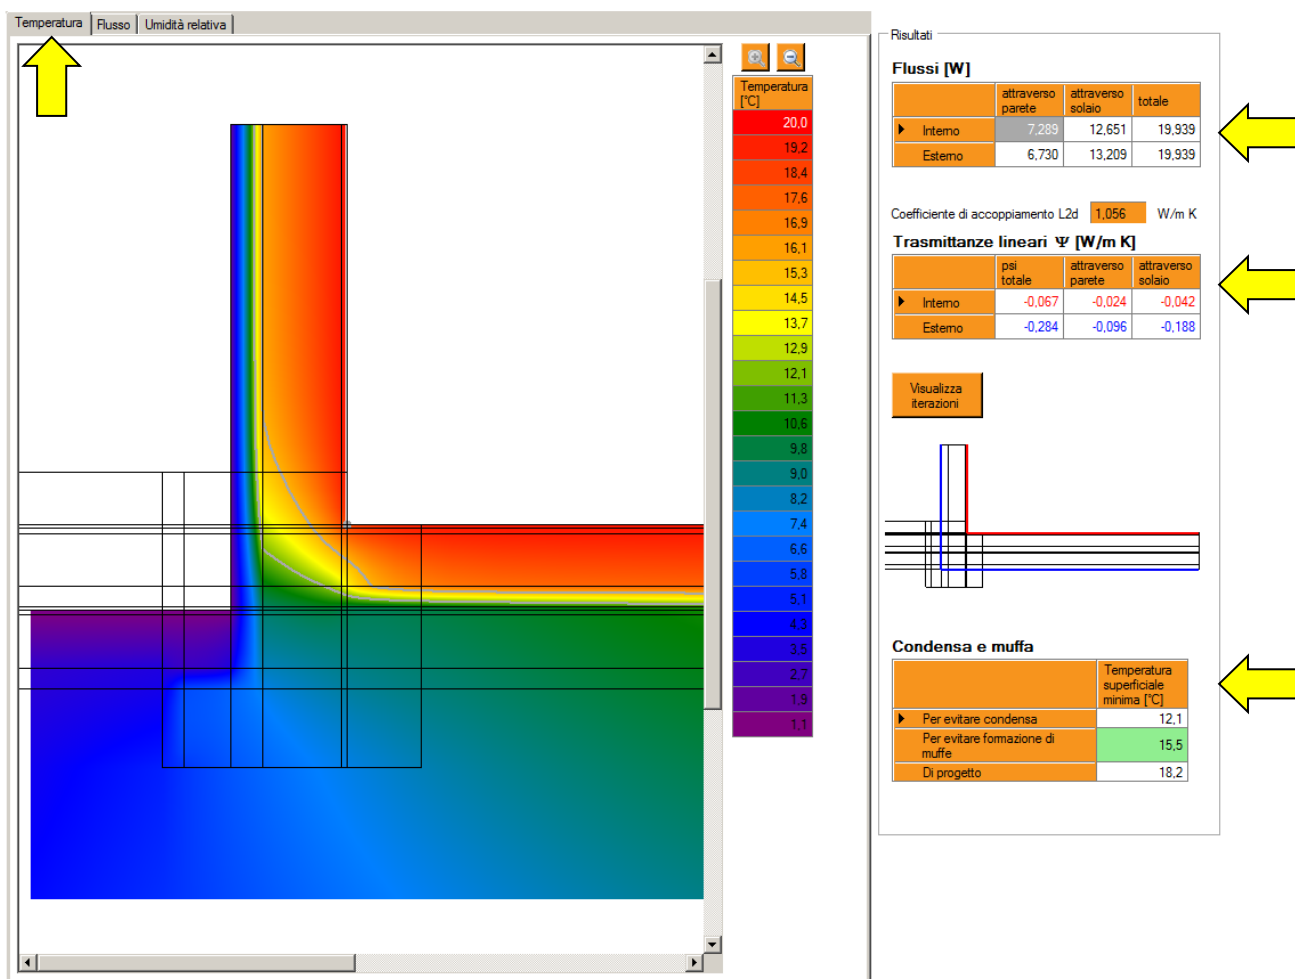 Temperatura Flusso Umidità relativa
Temperatura
[°C]
20,0
19,2
18,4
17,6
16,9
16,1
15,3
14,5
13,7
12,9
12,1
11,3
10,6
9,8
9,0
8,2
7,4
6,6
5,8
5,1
4,3
3,5
2,7
1,9
1,1
Risultati
Flussi [W]
attraverso parete attraverso solaio totale
Interno 7,289 12,651 19,939
Esterno 6,730 13,209 19,939
Coefficiente di accoppiamento L2d 1,056 W/m K
Trasmittanze lineari Ψ [W/m K]
psi totale attraverso parete attraverso solaio
Interno -0,067 -0,024 -0,042
Esterno -0,284 -0,096 -0,188
Visualizza
iterazioni
Condensa e muffa
Temperatura
superficiale
minima [°C]
Per evitare condensa 12,1
Per evitare formazione di
muffe 15,5
Di progetto 18,2